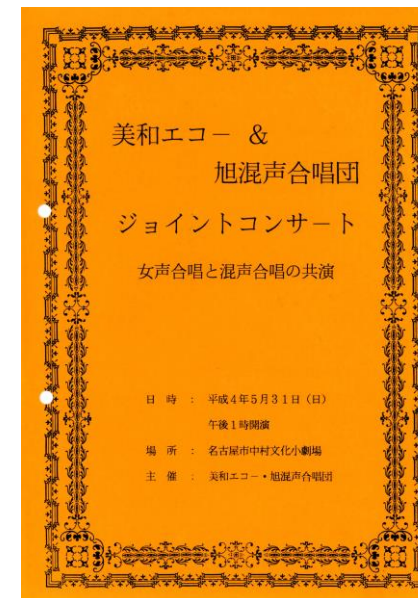 美和エコー &
旭混声合唱団
ジョイントコンサート
女声合唱と混声合唱の共演
日 時 : 平成4年5月31日(日)
午後1時開演
場 所 : 名古屋市中村文化小劇場
主 催 : 美和エコー・旭混声合唱団